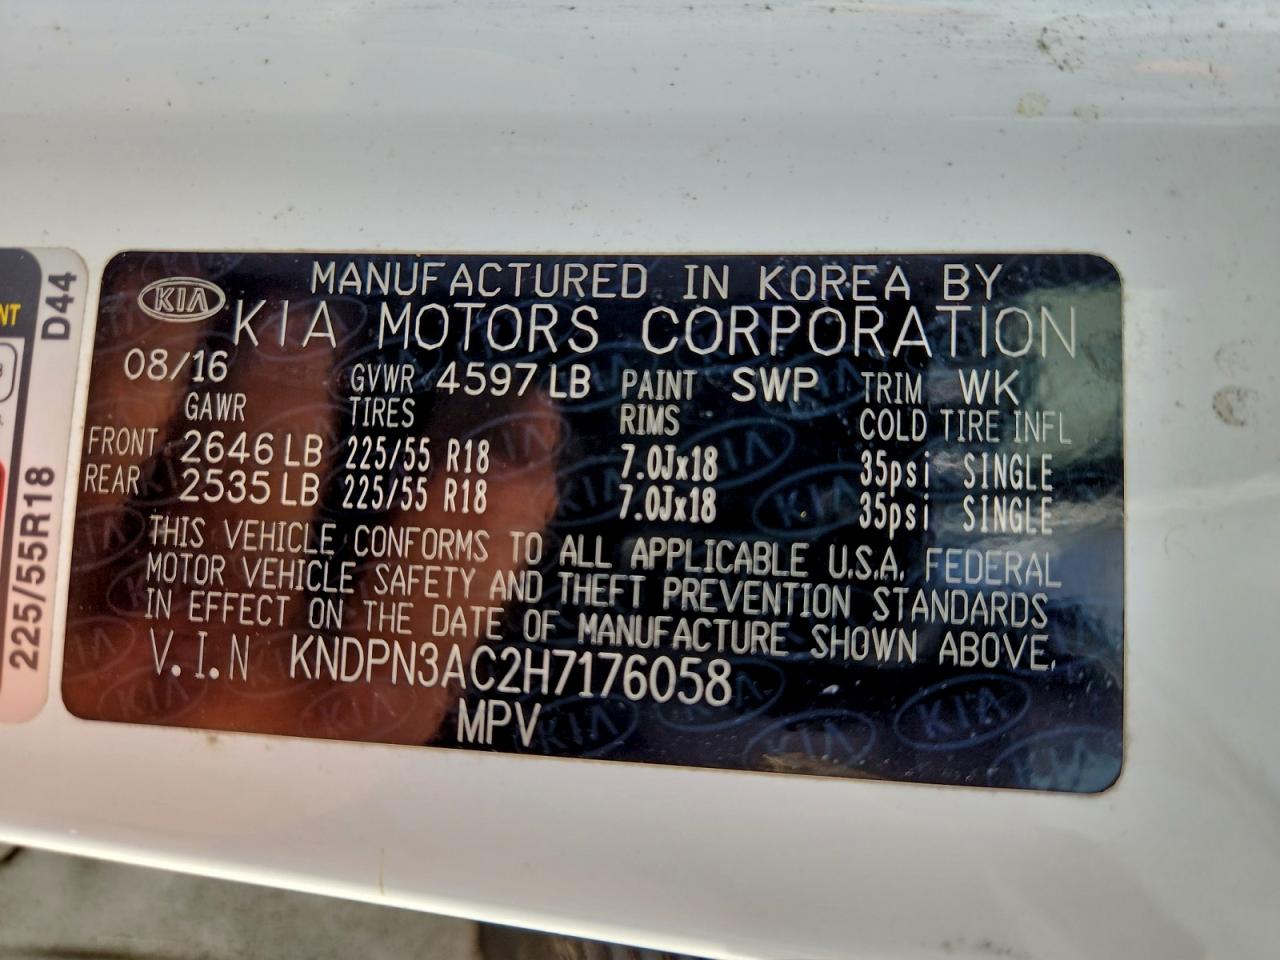 MANUFACTURED IN KOREA BY
KIA KIA MOTORS CORPORATION
08/16 GVWR 4597 LB PAINT SWP TRIM WK
GAWR TIRES RIMS COLD TIRE INFL
FRONT 2646 LB 225/55 R18 7.0Jx18 35psi SINGLE
REAR 2535 LB 225/55 R18 7.0Jx18 35psi SINGLE
THIS VEHICLE CONFORMS TO ALL APPLICABLE U.S.A. FEDERAL
MOTOR VEHICLE SAFETY AND THEFT PREVENTION STANDARDS
IN EFFECT ON THE DATE OF MANUFACTURE SHOWN ABOVE.
V.I.N KNDPN3AC2H7176058
MPV
225/55R18 D44